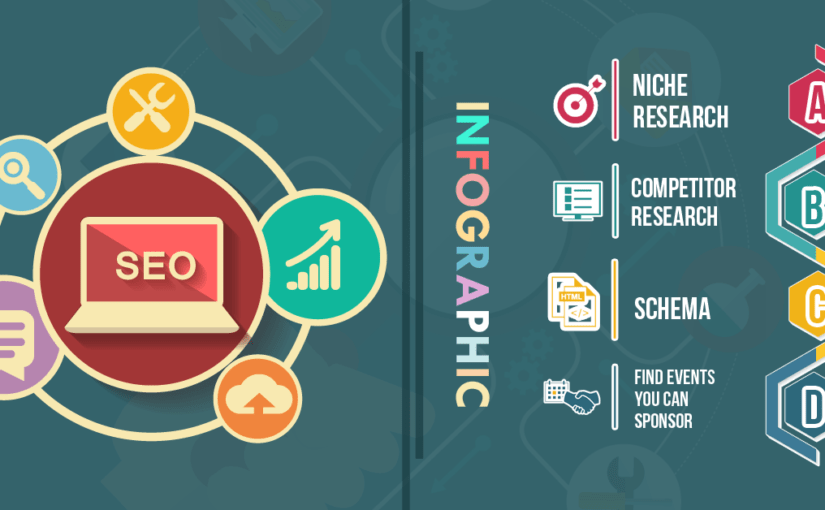 SEO
INFOGRAPHIC
NICHE
RESEARCH
A
COMPETITOR
RESEARCH
B
HTML
</>
SCHEMA
C
FIND EVENTS
YOU CAN
SPONSOR
D